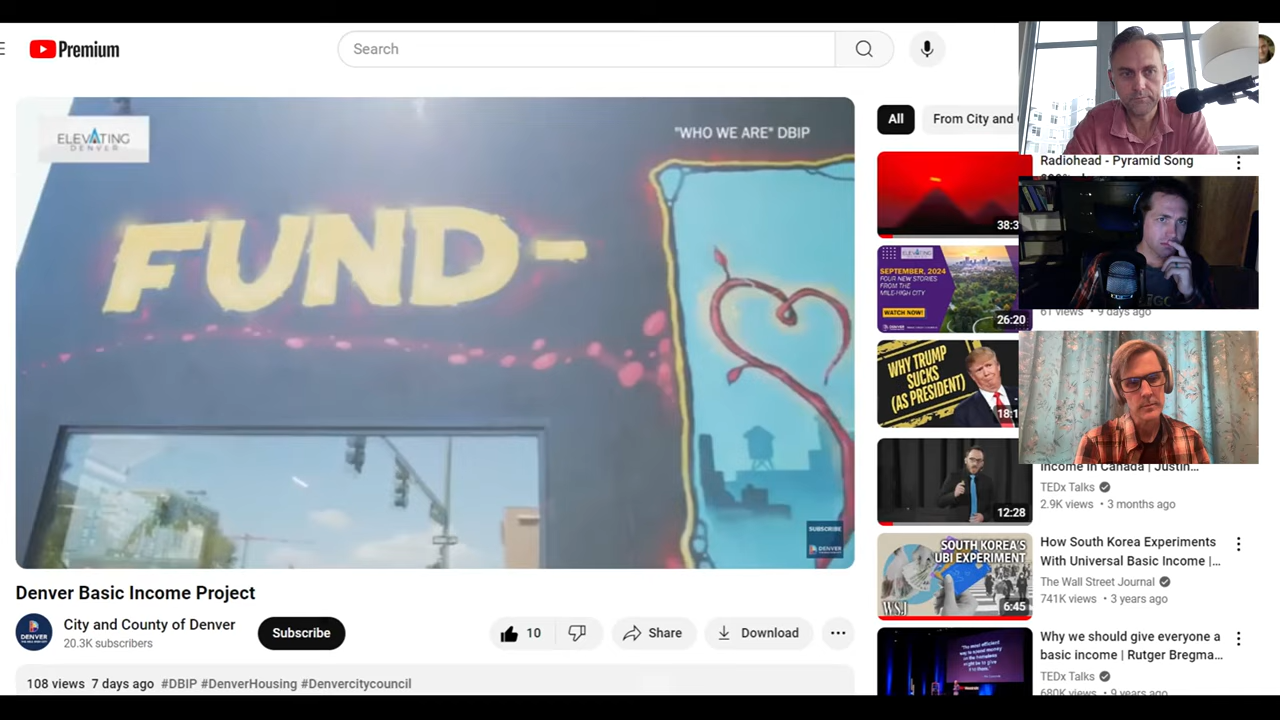 Premium
Search
ELEVATING
DENVER
"WHO WE ARE" DBIP
FUND-
SUBSCRIBE
DENVER
All
From City and
Radiohead - Pyramid Song
38:3
SEPTEMBER, 2024
FOUR NEW STORIES
FROM THE
MILE-HIGH CITY
WATCH NOW!
26:20
61 views • 9 days ago
WHY TRUMP
SUCKS
(AS PRESIDENT)
18:1
Income in Canada | Justin...
TEDx Talks
2.9K views • 3 months ago
12:28
SOUTH KOREA'S
UBI EXPERIMENT
WSJ
6:45
How South Korea Experiments
With Universal Basic Income |...
The Wall Street Journal
741K views • 3 years ago
Why we should give everyone a
basic income | Rutger Bregma...
TEDx Talks
680K views • 9 years ago
Denver Basic Income Project
DENVER
City and County of Denver
20.3K subscribers
Subscribe
10
Share
Download
108 views 7 days ago #DBIP #DenverHousing #Denvercitycouncil